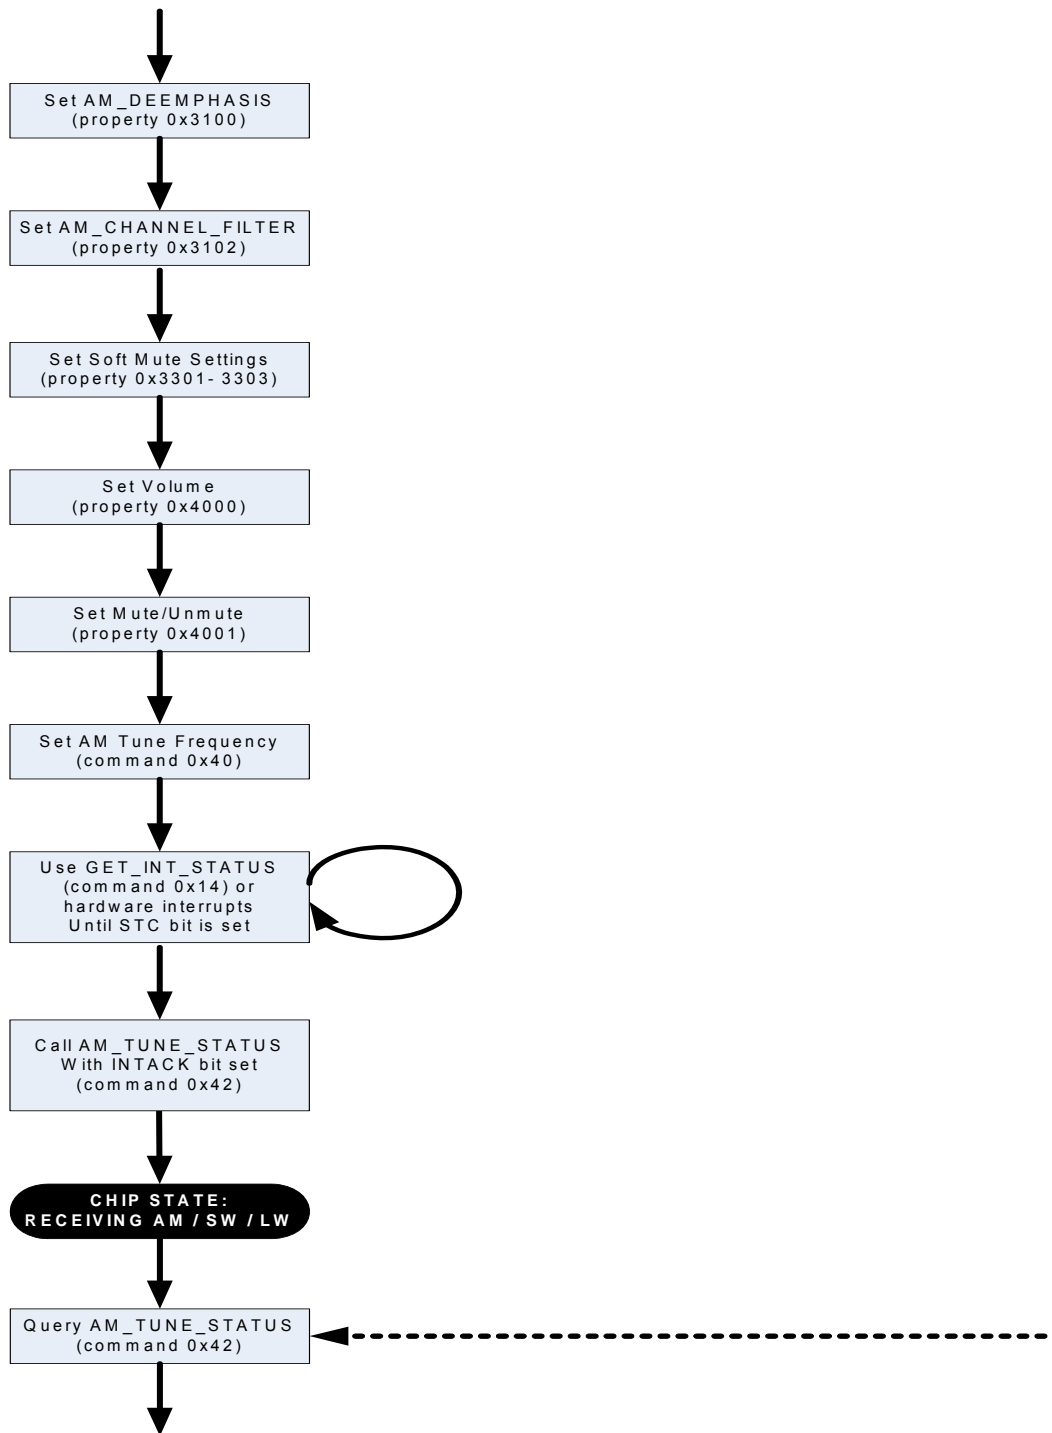 Set AM_DEEMPHASIS
(property 0x3100)
Set AM_CHANNEL_FILTER
(property 0x3102)
Set Soft Mute Settings
(property 0x3301- 3303)
Set Volume
(property 0x4000)
Set Mute/Unmute
(property 0x4001)
Set AM Tune Frequency
(command 0x40)
Use GET_INT_STATUS
(command 0x14) or
hardware interrupts
Until STC bit is set
Call AM_TUNE_STATUS
With INTACK bit set
(command 0x42)
CHIP STATE:
RECEIVING AM / SW / LW
Query AM_TUNE_STATUS
(command 0x42)